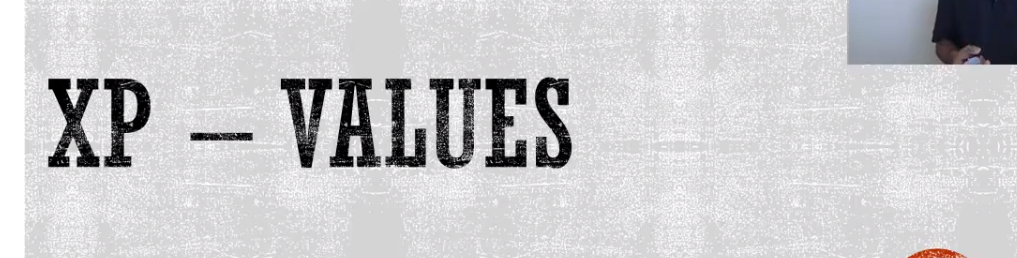 XP – VALUES